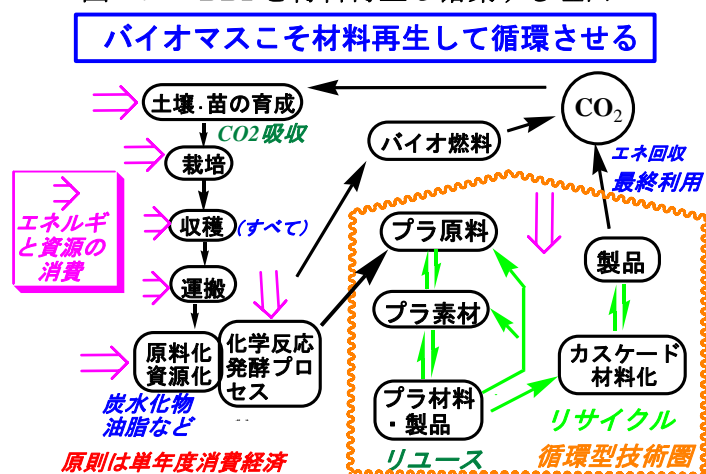 バイオマスこそ材料再生して循環させる
土壌・苗の育成
CO2吸収
CO₂
バイオ燃料
栽培
エネ回収
最終利用
エネルギ
と資源の
消費
収穫
(すべて)
プラ原料
製品
運搬
プラ素材
原料化
資源化
化学反応
発酵プロ
セス
カスケード
材料化
炭水化物
油脂など
プラ材料
・製品
リサイクル
原則は単年度消費経済
リユース
循環型技術圏